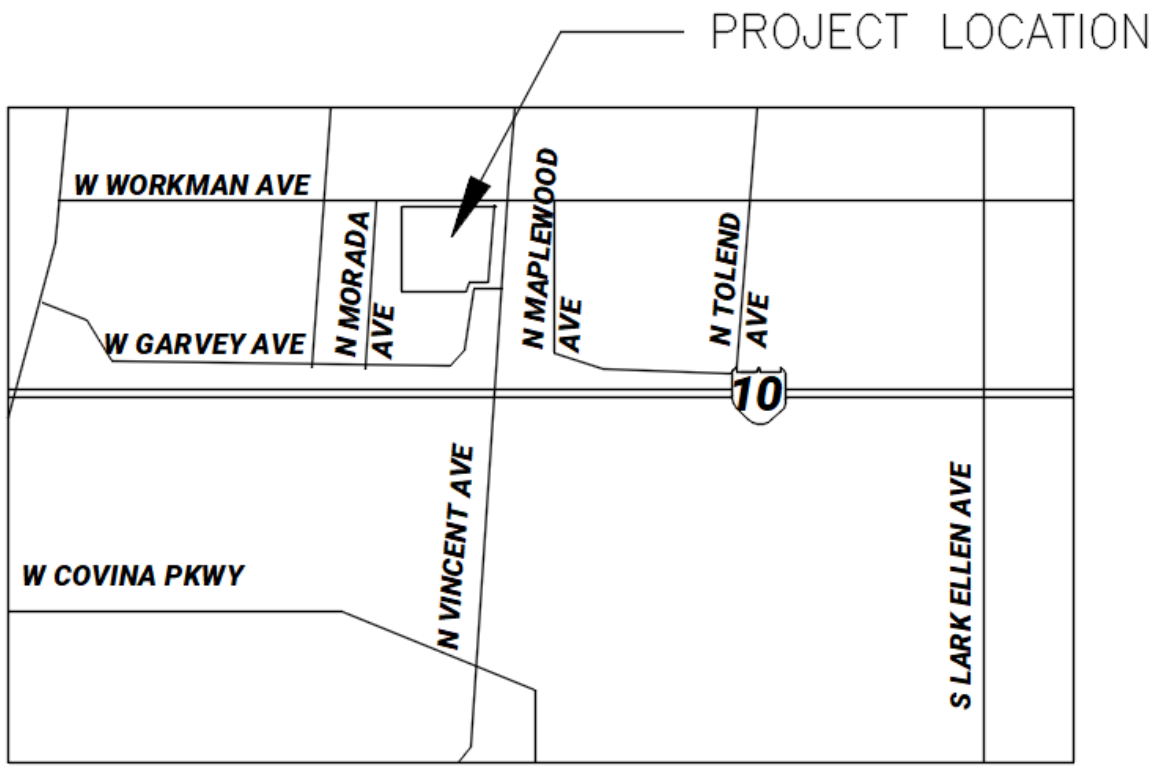 PROJECT LOCATION
W WORKMAN AVE
N MORADA
AVE
N MAPLEWOOD
AVE
N TOLEND
AVE
W GARVEY AVE
10
N VINCENT AVE
S LARK ELLEN AVE
W COVINA PKWY